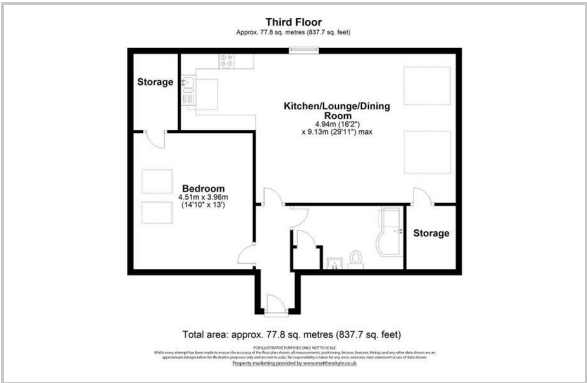 Third Floor
Approx. 77.8 sq. metres (837.7 sq. feet)
Storage
Kitchen/Lounge/Dining
Room
4.94m (16'2")
x 9.13m (29'11") max
Bedroom
4.51m x 3.96m
(14'10" x 13')
Storage
Total area: approx. 77.8 sq. metres (837.7 sq. feet)
FOR ILLUSTRATIVE PURPOSES ONLY. NOT TO SCALE
Property marketing provided by www.matthewkyle.co.uk